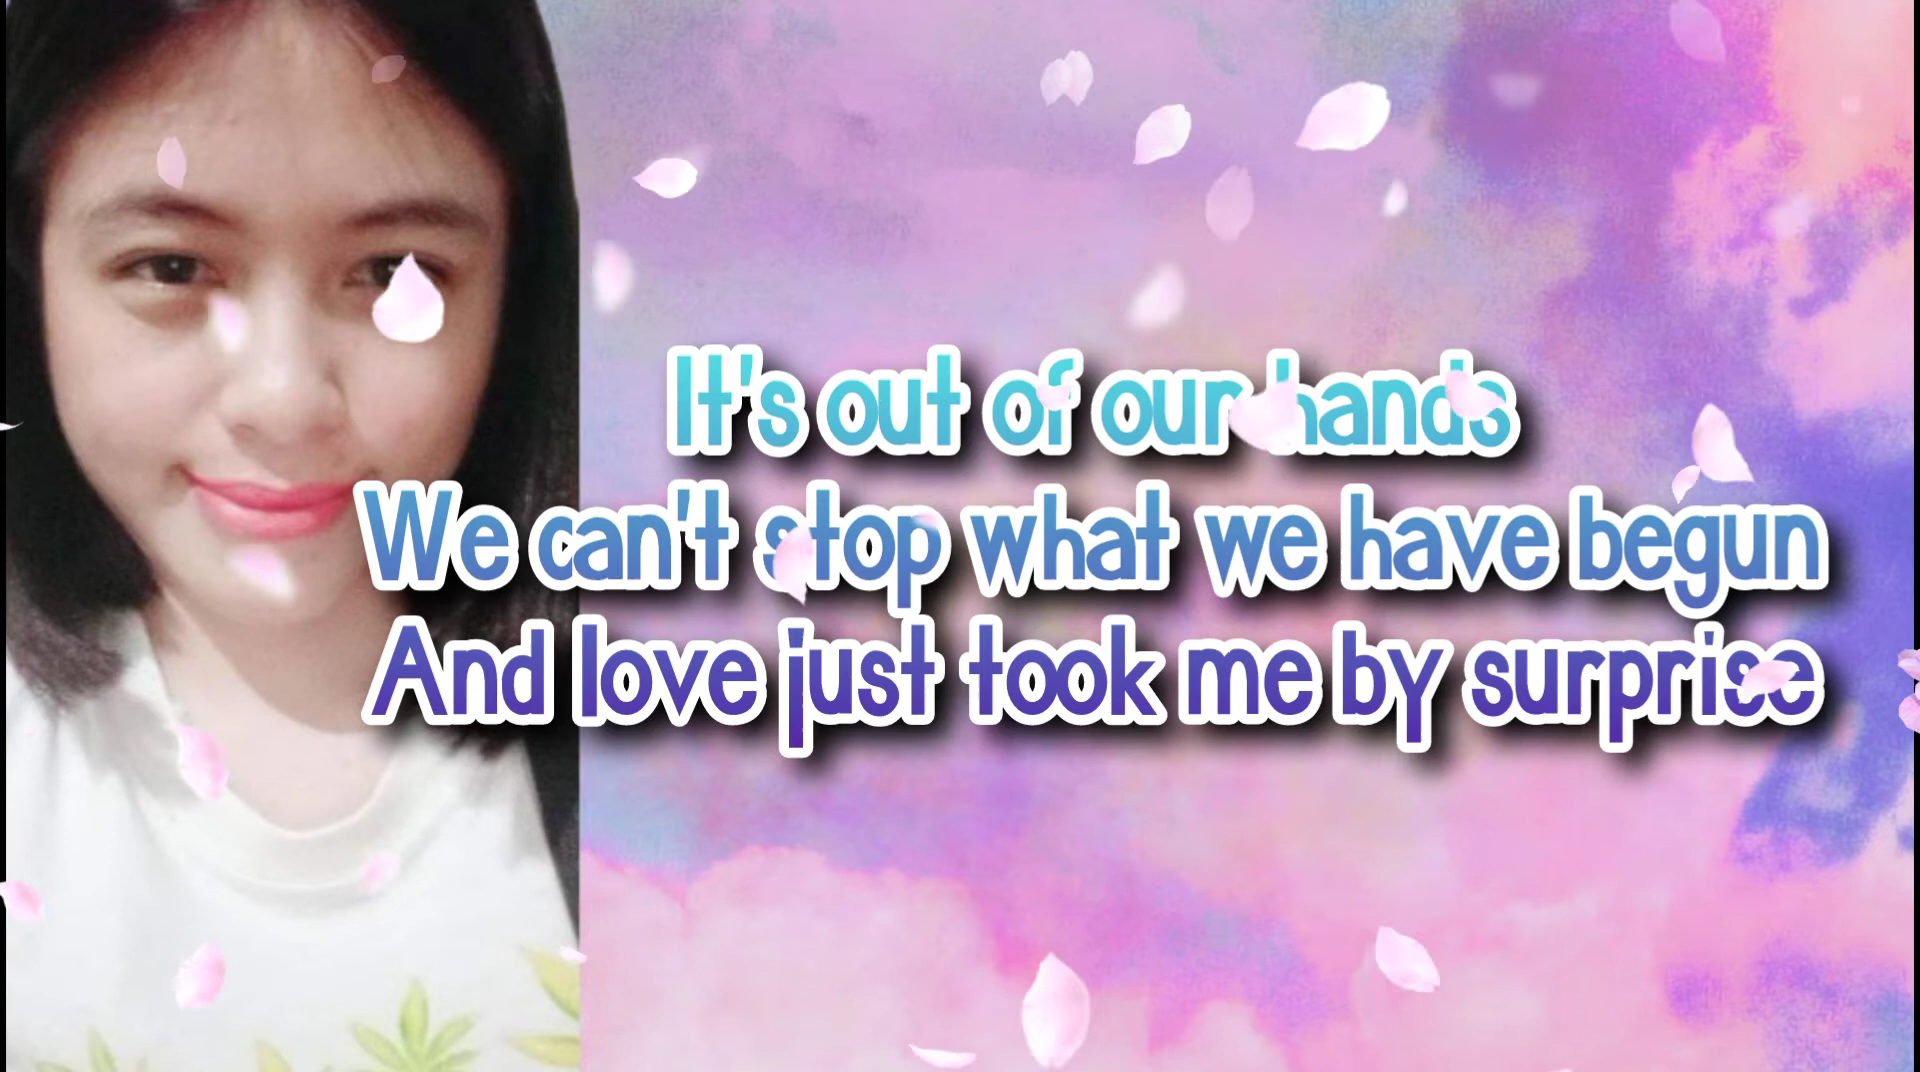 It's out of our hands
We can't stop what we have begun
And love just took me by surprise